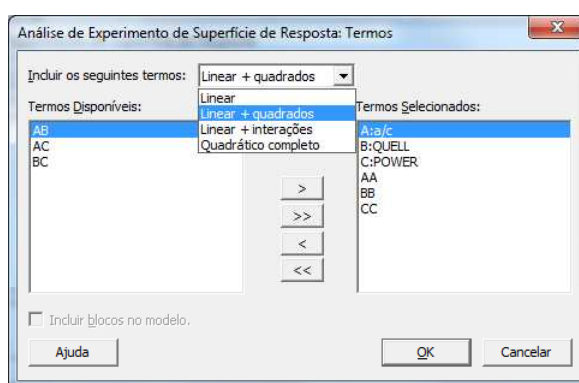 Análise de Experimento de Superfície de Resposta: Termos
X
Incluir os seguintes termos: Linear + quadrados
Linear
Linear + quadrados
Linear + interações
Quadrático completo
Termos Disponíveis:
AB
AC
BC
>
>>
<
<<
Termos Selecionados:
A:a/c
B:QUELL
C:POWER
AA
BB
CC
Incluir blocos no modelo.
Ajuda
OK
Cancelar